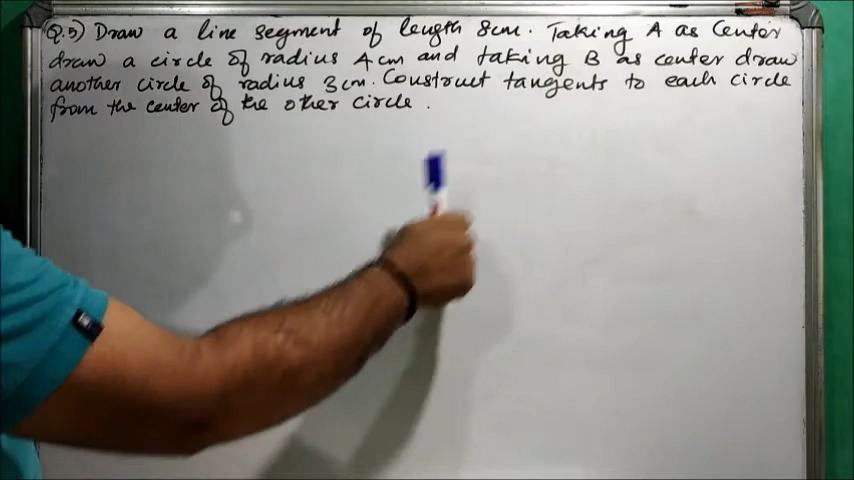 Q.5) Draw a line segment of length 8cm. Taking A as Center
draw a circle of radius 4cm and taking B as center draw
another circle of radius 3cm. Construct tangents to each circle
from the center of the other circle.